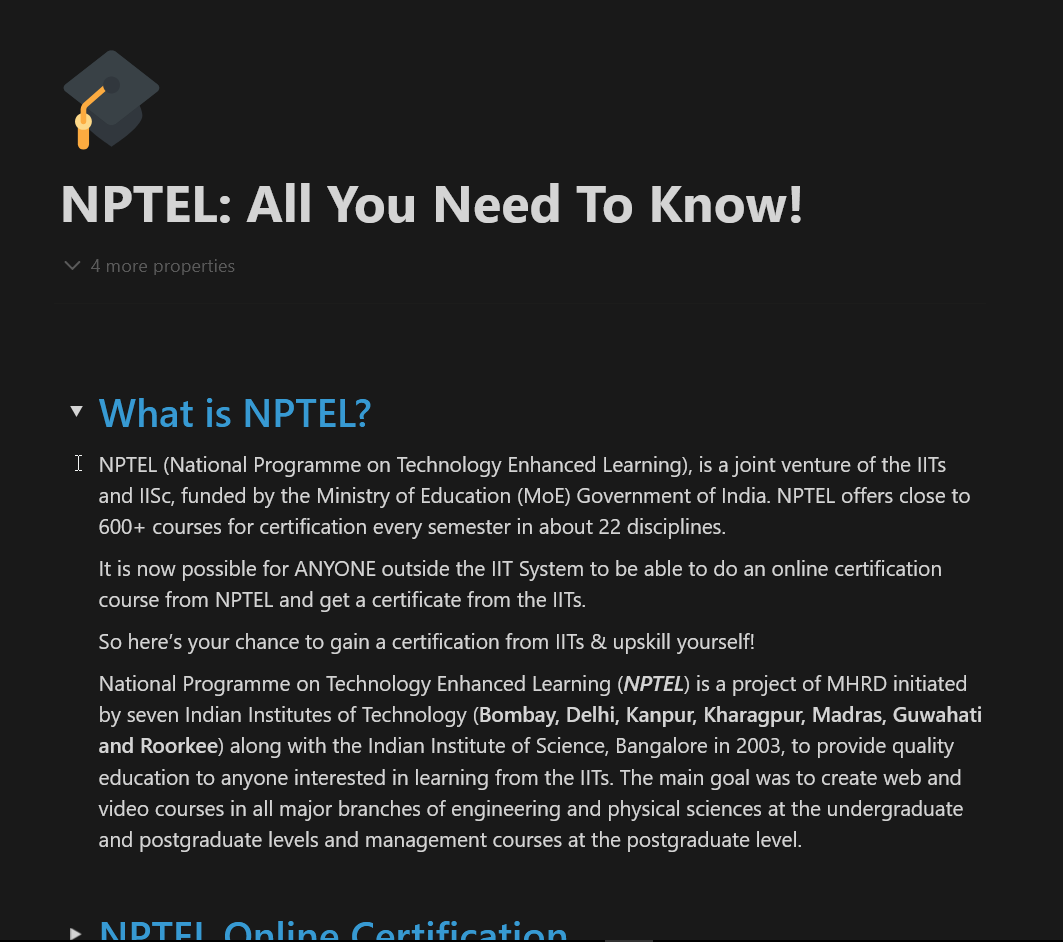 NPTEL: All You Need To Know!
4 more properties
What is NPTEL?
NPTEL (National Programme on Technology Enhanced Learning), is a joint venture of the IITs
and IISc, funded by the Ministry of Education (MoE) Government of India. NPTEL offers close to
600+ courses for certification every semester in about 22 disciplines.
It is now possible for ANYONE outside the IIT System to be able to do an online certification
course from NPTEL and get a certificate from the IITs.
So here’s your chance to gain a certification from IITs & upskill yourself!
National Programme on Technology Enhanced Learning (NPTEL) is a project of MHRD initiated
by seven Indian Institutes of Technology (Bombay, Delhi, Kanpur, Kharagpur, Madras, Guwahati
and Roorkee) along with the Indian Institute of Science, Bangalore in 2003, to provide quality
education to anyone interested in learning from the IITs. The main goal was to create web and
video courses in all major branches of engineering and physical sciences at the undergraduate
and postgraduate levels and management courses at the postgraduate level.
NPTEL Online Certification